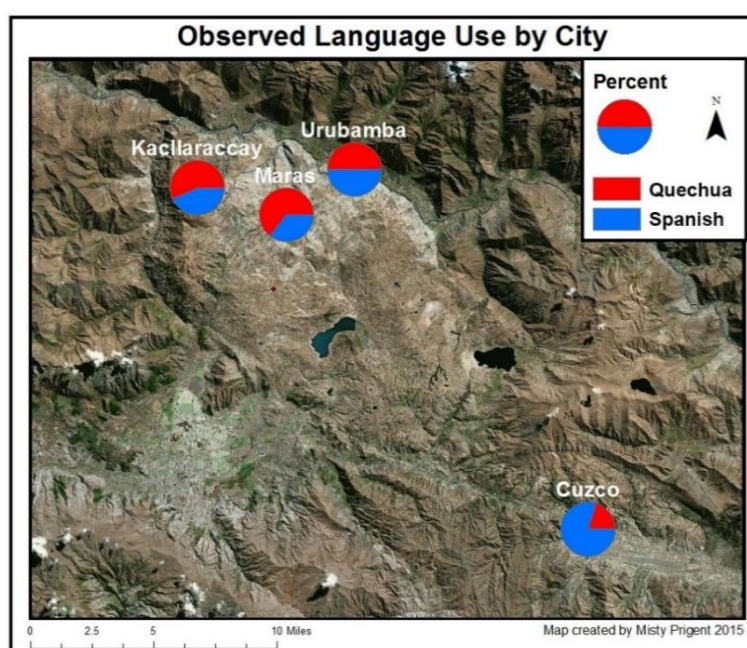 Observed Language Use by City
Percent
N
Quechua
Spanish
Urubamba
Kacllaraccay
Maras
Cuzco
0 2.5 5 10 Miles
Map created by Misty Prigent 2015